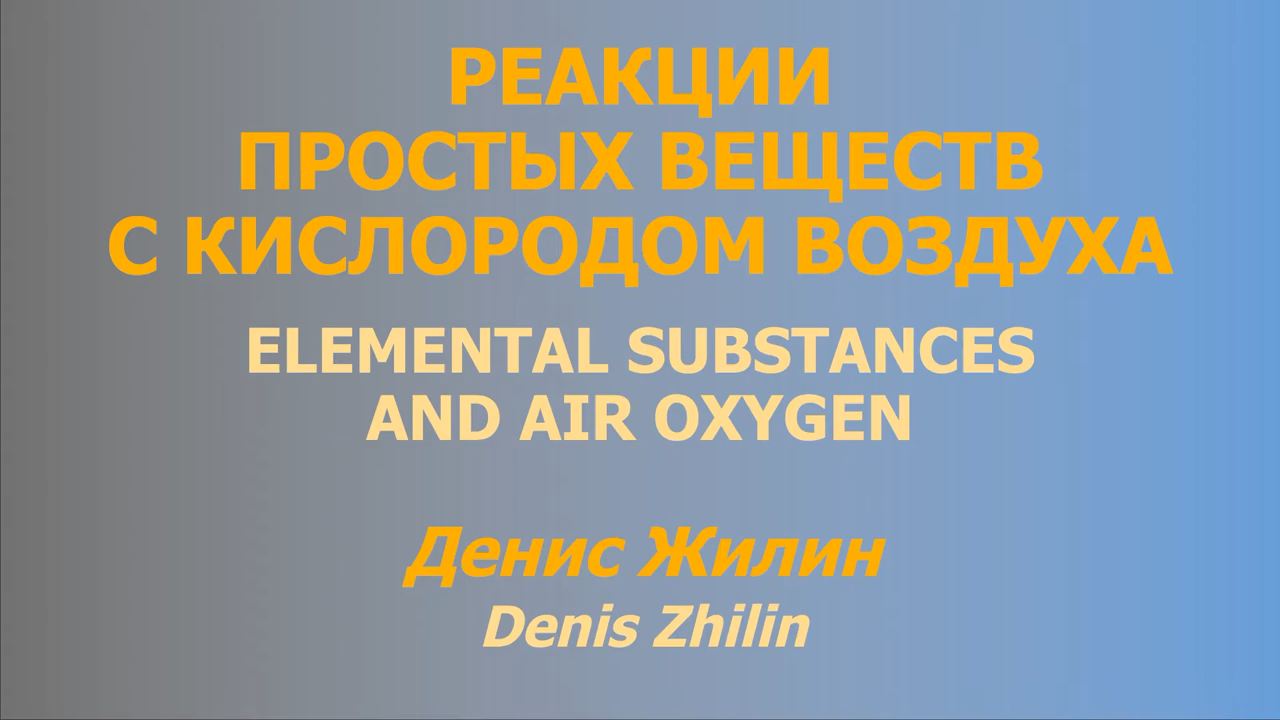 РЕАКЦИИ
ПРОСТЫХ ВЕЩЕСТВ
С КИСЛОРОДОМ ВОЗДУХА
ELEMENTAL SUBSTANCES
AND AIR OXYGEN
Денис Жилин
Denis Zhilin